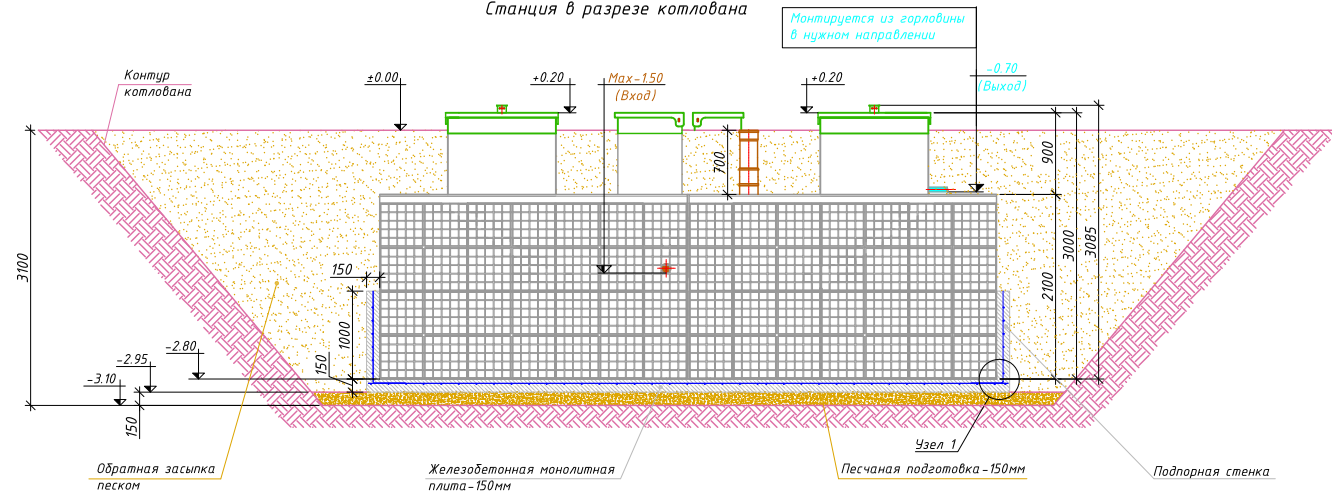 Станция в разрезе котлована
Монтируется из горловины
в нужном направлении
Контур
котлована
±0.00
+0.20
Max-1.50
(Вход)
+0.20
-0.70
(Выход)
700
900
3000
3085
2100
3100
150
1000
150
-2.80
-2.95
-3.10
150
Узел 1
Обратная засыпка
песком
Железобетонная монолитная
плита-150мм
Песчаная подготовка-150мм
Подпорная стенка